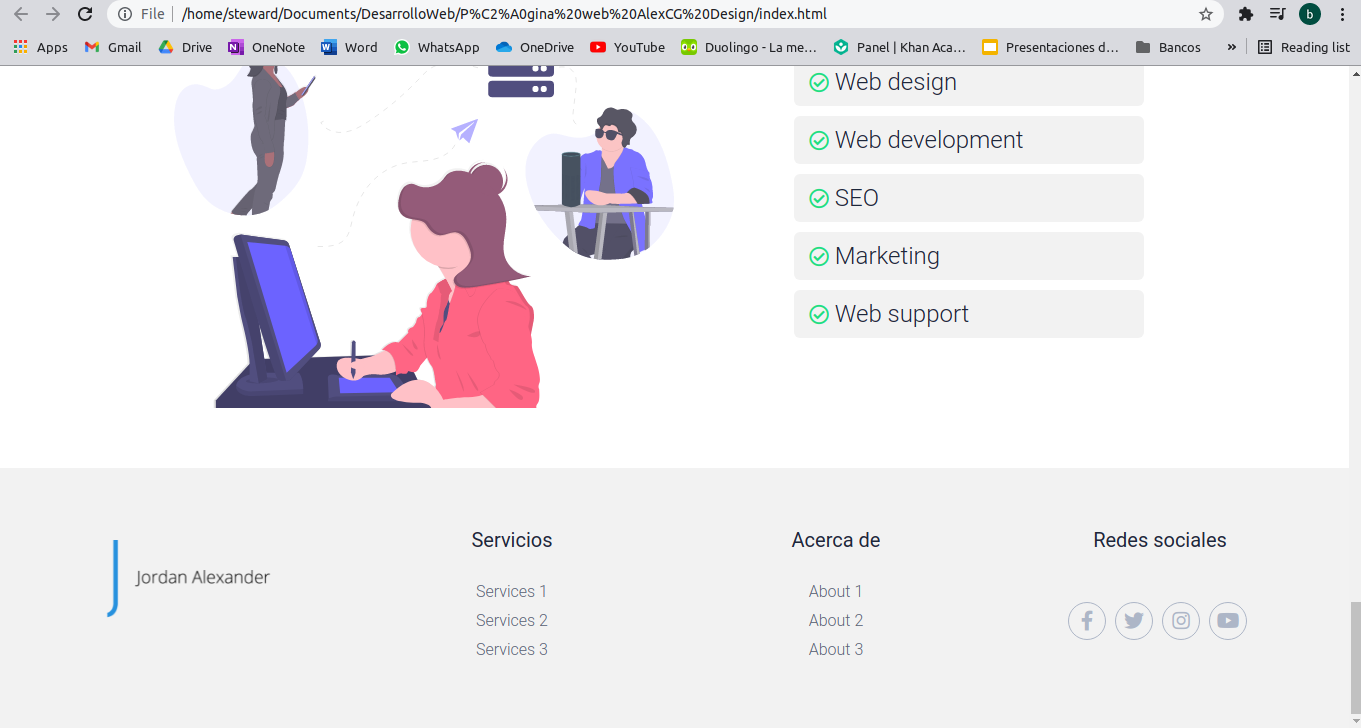 File
/home/steward/Documents/DesarrolloWeb/P%C2%A0gina%20web%20AlexCG%20Design/index.html
b
Apps Gmail Drive OneNote Word WhatsApp OneDrive YouTube Duolingo - La me... Panel | Khan Aca... Presentaciones d... Bancos » Reading list
Web design
Web development
SEO
Marketing
Web support
Jordan Alexander
Servicios
Services 1
Services 2
Services 3
Acerca de
About 1
About 2
About 3
Redes sociales